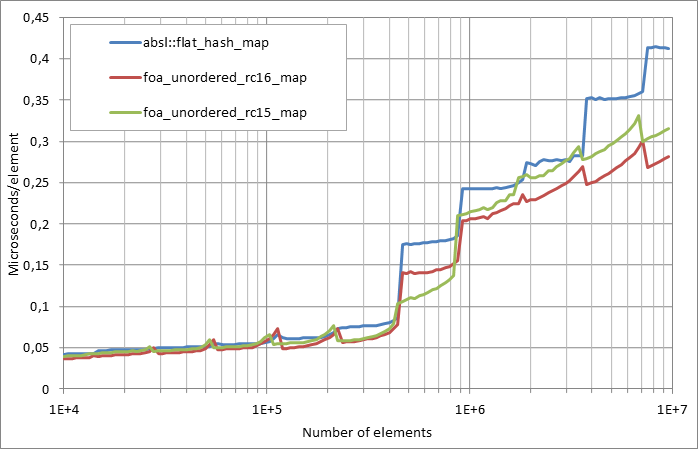 0,45
0,4
0,35
0,3
0,25
0,2
0,15
0,1
0,05
0
Microseconds/element
absl::flat_hash_map
foa_unordered_rc16_map
foa_unordered_rc15_map
1E+4 1E+5 1E+6 1E+7
Number of elements